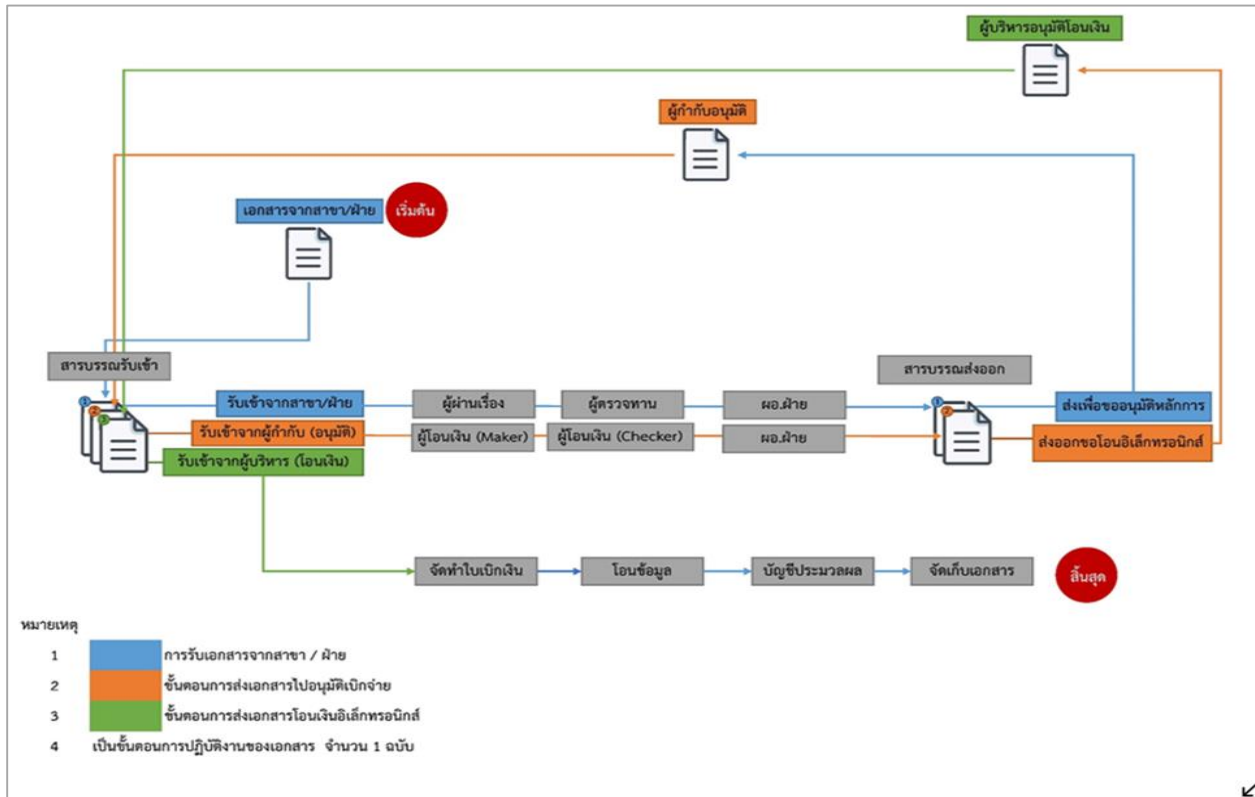 ผู้บริหารอนุมัติโอนเงิน
ผู้กำกับอนุมัติ
เอกสารจากสาขา/ฝ่าย
เริ่มต้น
สารบรรณรับเข้า
สารบรรณส่งออก
1
2
3
รับเข้าจากสาขา/ฝ่าย
ผู้ผ่านเรื่อง
ผู้ตรวจทาน
ผอ.ฝ่าย
1
2
ส่งเพื่อขออนุมัติหลักการ
รับเข้าจากผู้กำกับ (อนุมัติ)
ผู้โอนเงิน (Maker)
ผู้โอนเงิน (Checker)
ผอ.ฝ่าย
ส่งออกขอโอนอิเล็กทรอนิกส์
รับเข้าจากผู้บริหาร (โอนเงิน)
จัดทำใบเบิกเงิน
โอนข้อมูล
บัญชีประมวลผล
จัดเก็บเอกสาร
สิ้นสุด
หมายเหตุ
1 การรับเอกสารจากสาขา / ฝ่าย
2 ขั้นตอนการส่งเอกสารไปอนุมัติเบิกจ่าย
3 ขั้นตอนการส่งเอกสารโอนเงินอิเล็กทรอนิกส์
4 เป็นขั้นตอนการปฏิบัติงานของเอกสาร จำนวน 1 ฉบับ